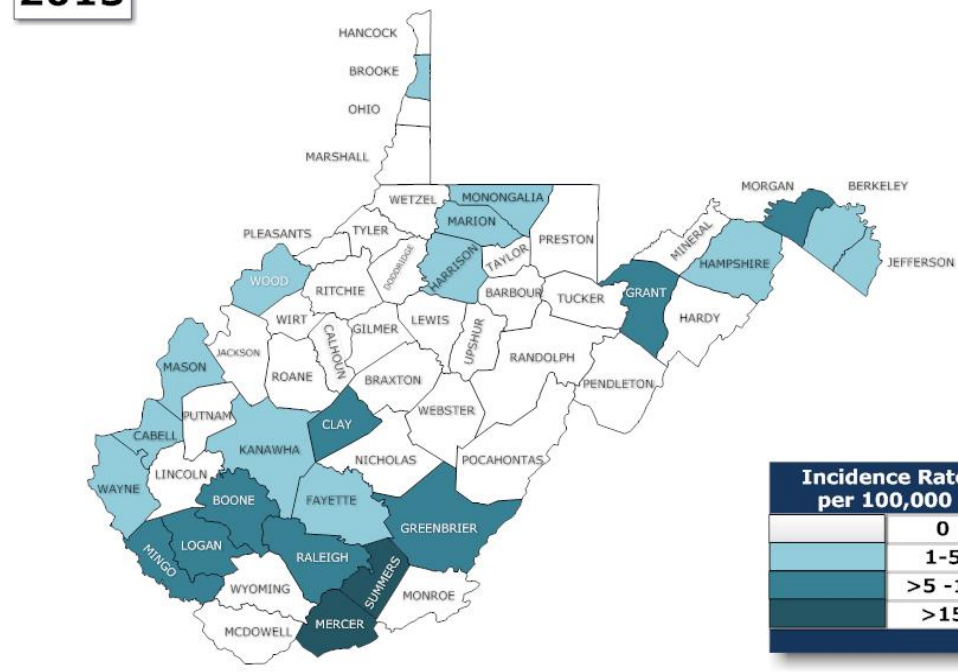 HANCOCK
BROOKE
OHIO
MARSHALL
WETZEL
MONONGALIA
MORGAN
BERKELEY
MARION
PLEASANTS
TYLER
PRESTON
MINERAL
HARRISON
TAYLOR
DODDRIDGE
HAMPSHIRE
JEFFERSON
WOOD
RITCHIE
BARBOUR
TUCKER
GRANT
WIRT
GILMER
LEWIS
UPSHUR
HARDY
CALHOUN
JACKSON
RANDOLPH
MASON
ROANE
BRAXTON
PENDLETON
WEBSTER
PUTNAM
CLAY
CABELL
KANAWHA
NICHOLAS
POCAHONTAS
LINCOLN
WAYNE
BOONE
FAYETTE
GREENBRIER
LOGAN
MINGO
RALEIGH
SUMMERS
WYOMING
MONROE
MERCER
MCDOWELL
Incidence Rate
per 100,000
0
1-5
>5 -1
>15